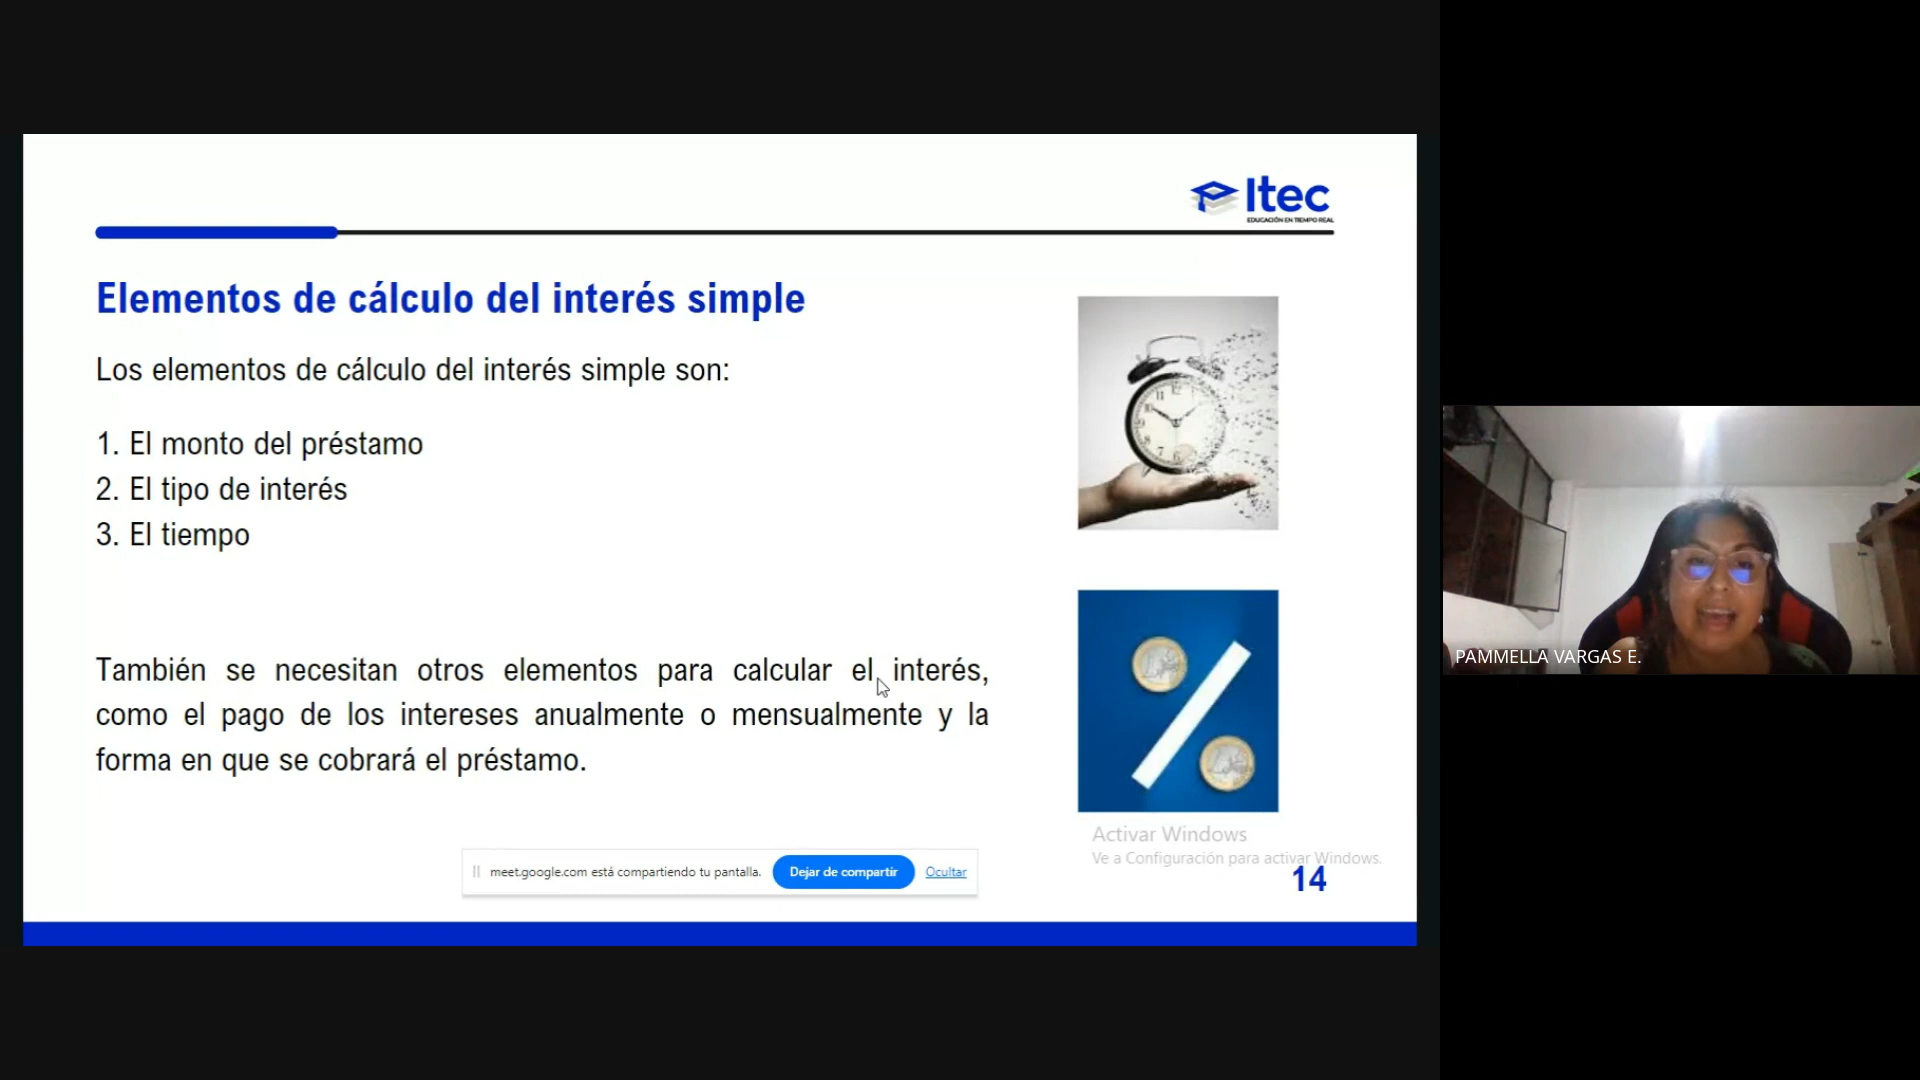 Itec
EDUCACIÓN EN TIEMPO REAL
Elementos de cálculo del interés simple
Los elementos de cálculo del interés simple son:
1. El monto del préstamo
2. El tipo de interés
3. El tiempo
También se necesitan otros elementos para calcular el interés,
como el pago de los intereses anualmente o mensualmente y la
forma en que se cobrará el préstamo.
Activar Windows
Ve a Configuración para activar Windows.
meet.google.com está compartiendo tu pantalla.
Dejar de compartir
Ocultar
14
PAMMELLA VARGAS E.